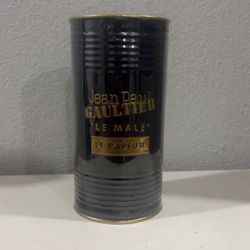 Jean Paul
GAULTIER
"LE MALE"
LE PARFUM